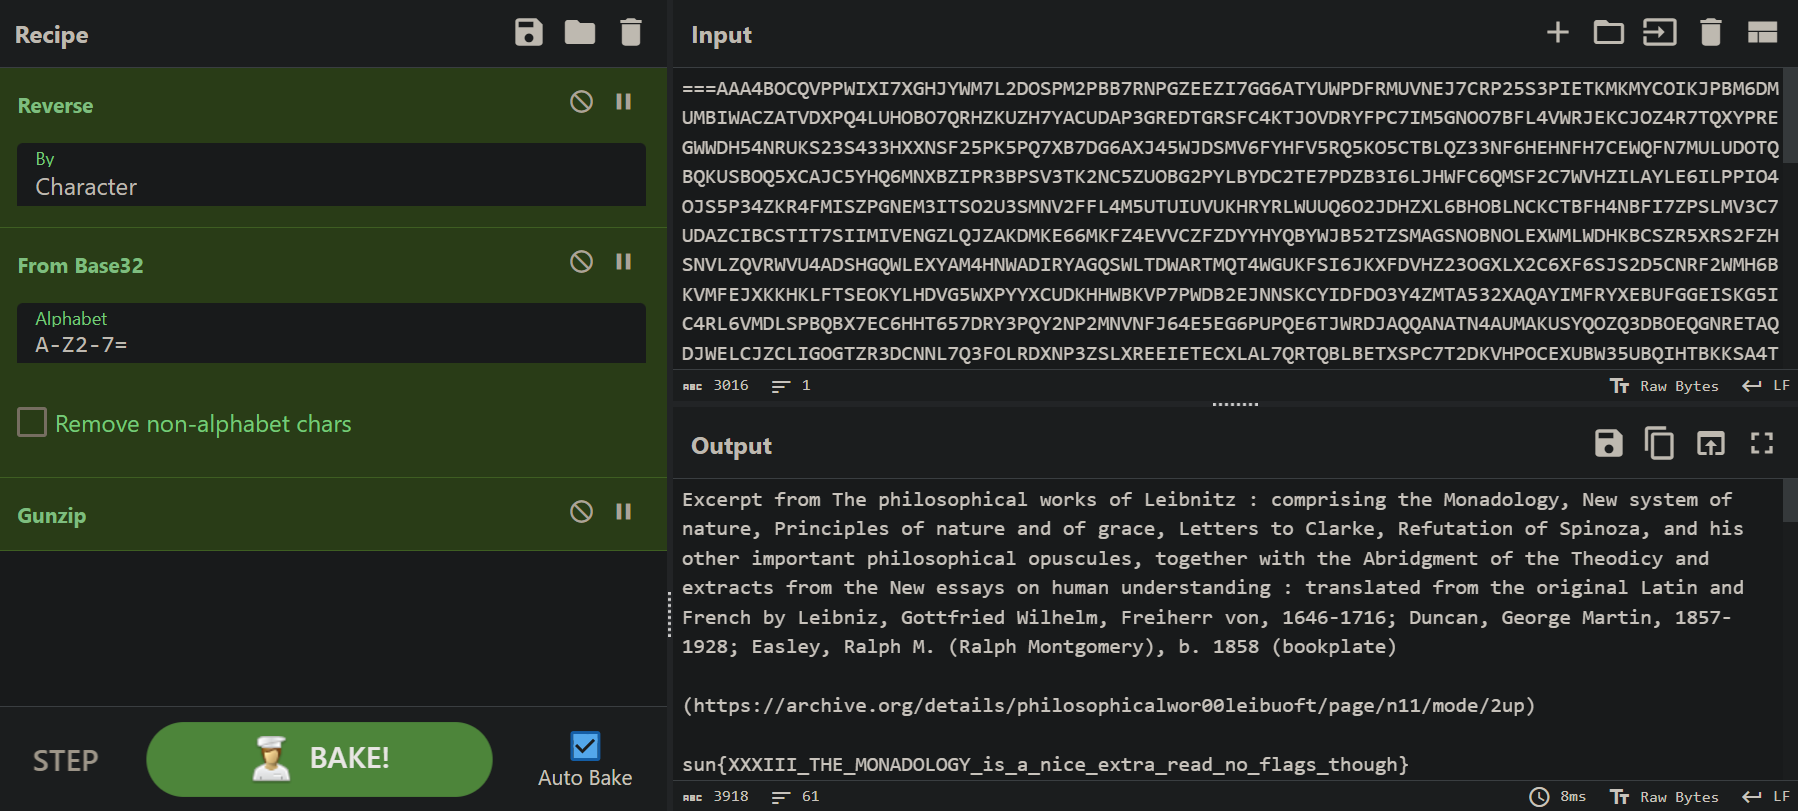 Recipe
Reverse
By
Character
From Base32
Alphabet
A-Z2-7=
Remove non-alphabet chars
Gunzip
STEP
BAKE!
Auto Bake
Input
===AAA4BOCQVPPWIXI7XGHJYWM7L2DOSPM2PBB7RNPGZEEZI7GG6ATYUWPDFRMUVNEJ7CRP25S3PIETKMKMYCOIKJPBM6DM
UMBIWACZATVDXPQ4LUHOBO7QRHZKUZH7YACUDAP3GREDTGRSFC4KTJOVDRYFPC7IM5GNOO7BFL4VWRJEKCJOZ4R7TQXYPRE
GWWDH54NRUKS23S433HXXNSF25PK5PQ7XB7DG6AXJ45WJDSMV6FYHFV5RQ5KO5CTBLQZ33NF6HEHNFH7CEWQFN7MULUDOTQ
BQKUSBOQ5XCAJC5YHQ6MNXBZIPR3BPSV3TK2NC5ZUOBG2PYLBYDC2TE7PDZB3I6LJHWFC6QMSF2C7WVHZILAYLE6ILPPIO4
OJS5P34ZKR4FMISZPGNEM3ITSO2U3SMNV2FFL4M5UTUIUVUKHRYRLWUUQ6O2JDHZXL6BHOBLNCKCTBFH4NBFI7ZPSLMV3C7
UDAZCIBCSTIT7SIIMIVENGZLQJZAKDMKE66MKFZ4EVVCZFZDYYHYQBYWJB52TZSMAGSNOBNOLEXWMLWDHKBCSZR5XRS2FZH
SNVLZQVRWVU4ADSHGQWLEXYAM4HNWADIRYAGQSWLTDWARTMQT4WGUKFSI6JKXFDVHZ23OGXLX2C6XF6SJS2D5CNRF2WMH6B
KVMFEJXKKHKLFTSEOKYLHDVG5WXPYYXCUDKHHWBKVP7PWDB2EJNNSKCYIDFDO3Y4ZMTA532XAQAYIMFRYXEBUFGGEISKG5I
C4RL6VMDLSPBQBX7EC6HHT657DRY3PQY2NP2MNVNFJ64E5EG6PUPQE6TJWRDJAQQANATN4AUMAKUSYQOZQ3DBOEQGNRETAQ
DJWELCJZCLIGOGTZR3DCNNL7Q3FOLRDXNP3ZSLXREEIETECXLAL7QRTQBLBETXSPC7T2DKVHPOCEXUBW35UBQIHTBKKSA4T
ABC 3016 1 Tт Raw Bytes LF
Output
Excerpt from The philosophical works of Leibnitz : comprising the Monadology, New system of
nature, Principles of nature and of grace, Letters to Clarke, Refutation of Spinoza, and his
other important philosophical opuscules, together with the Abridgment of the Theodicy and
extracts from the New essays on human understanding : translated from the original Latin and
French by Leibniz, Gottfried Wilhelm, Freiherr von, 1646-1716; Duncan, George Martin, 1857-
1928; Easley, Ralph M. (Ralph Montgomery), b. 1858 (bookplate)
(https://archive.org/details/philosophicalwor00leibuoft/page/n11/mode/2up)
sun{XXXIII_THE_MONADOLOGY_is_a_nice_extra_read_no_flags_though}
ABC 3918 61 8ms Tт Raw Bytes LF